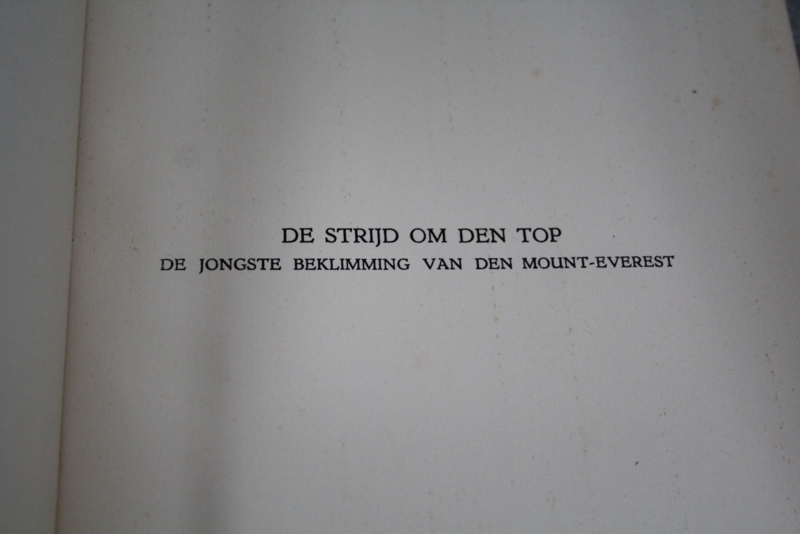 DE STRIJD OM DEN TOP
DE JONGSTE BEKLIMMING VAN DEN MOUNT-EVEREST